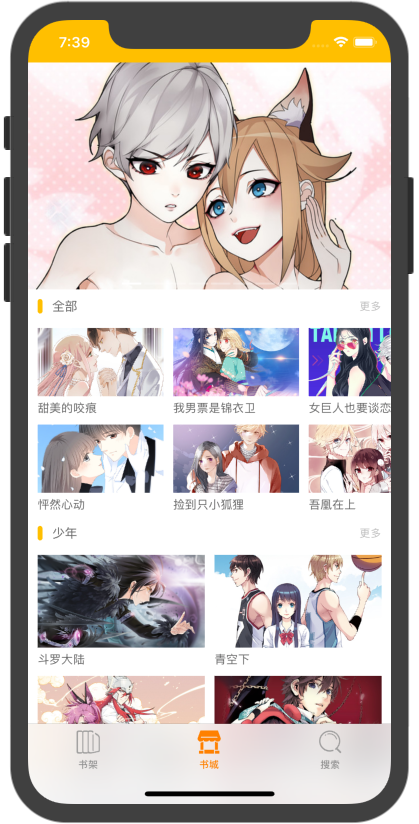 7:39
全部 更多
甜美的咬痕 我男票是锦衣卫 女巨人也要谈恋
怦然心动 捡到只小狐狸 吾凰在上
少年 更多
斗罗大陆 青空下
书架 书城 搜索